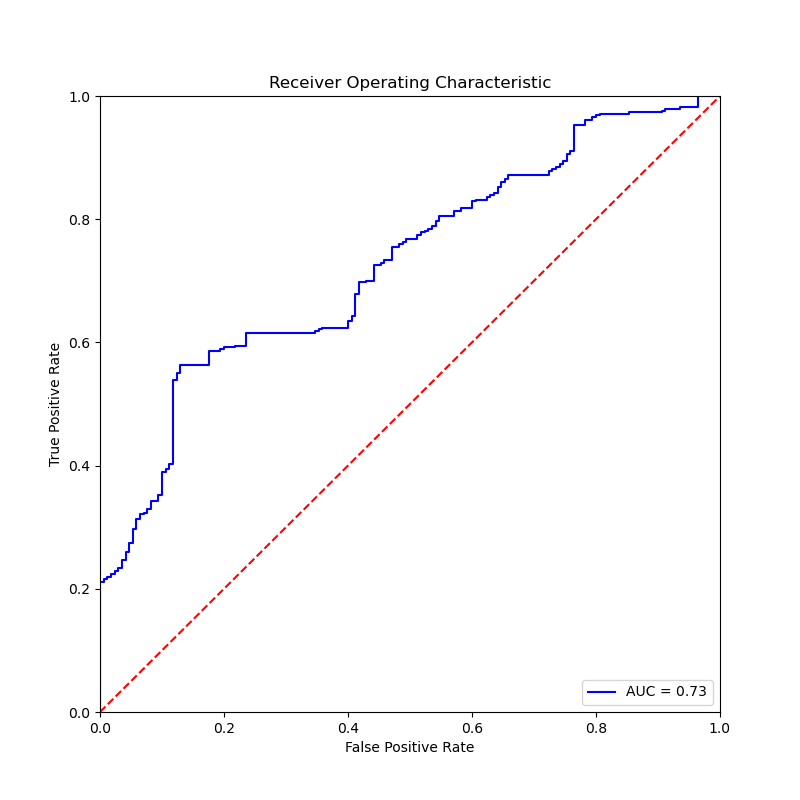 Receiver Operating Characteristic
1.0
0.8
0.6
0.4
0.2
0.0
True Positive Rate
AUC = 0.73
0.0 0.2 0.4 0.6 0.8 1.0
False Positive Rate